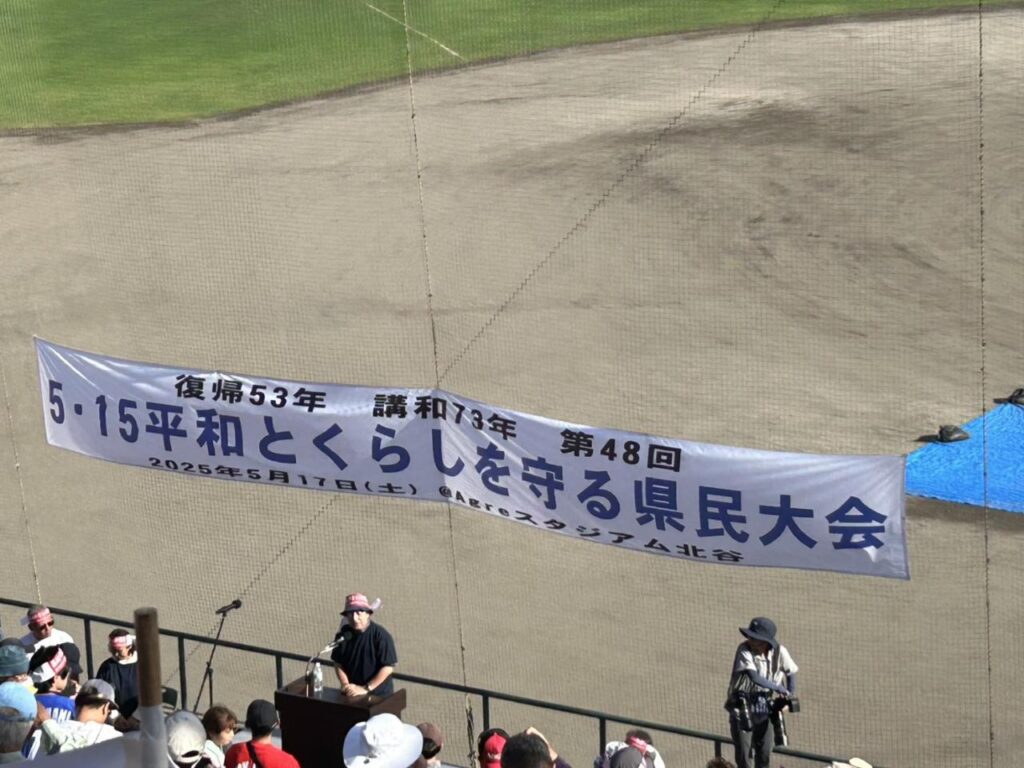 復帰53年 講和73年 第48回
5・15平和とくらしを守る県民大会
2025年5月17日(土) @Agreスタジアム北谷